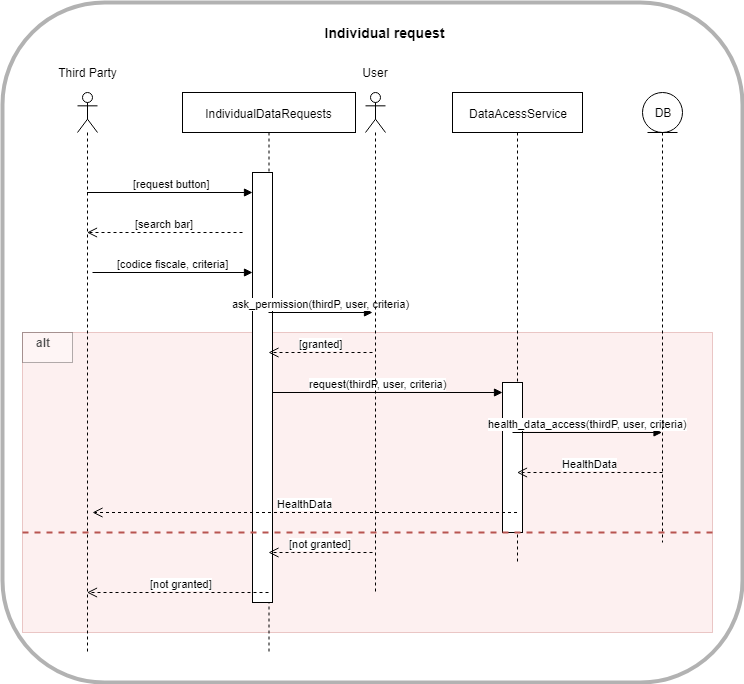 Individual request
Third Party
User
IndividualDataRequests
DataAcessService
DB
[request button]
[search bar]
[codice fiscale, criteria]
ask_permission(thirdP, user, criteria)
alt
[granted]
request(thirdP, user, criteria)
health_data_access(thirdP, user, criteria)
HealthData
HealthData
[not granted]
[not granted]